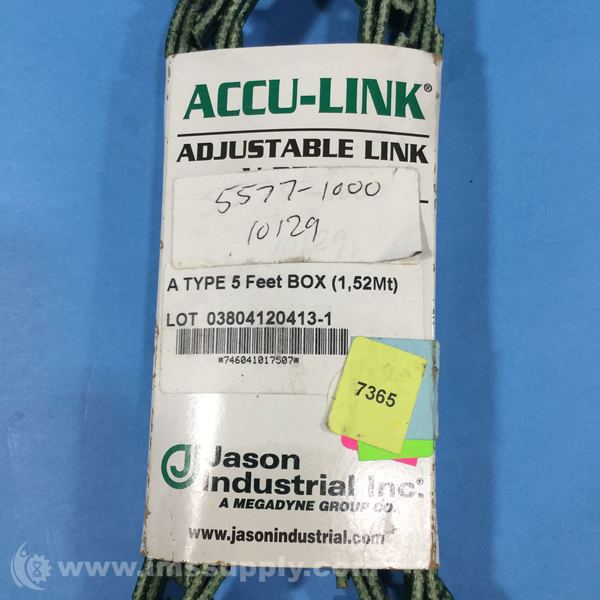 ACCU-LINK®
ADJUSTABLE LINK
5577-1000
10129
A TYPE 5 Feet BOX (1,52Mt)
LOT 03804120413-1
*746041017507*
7365
Jason
Industrial Inc.
A MEGADYNE GROUP CO.
www.jasonindustrial.com
www.imssupply.com